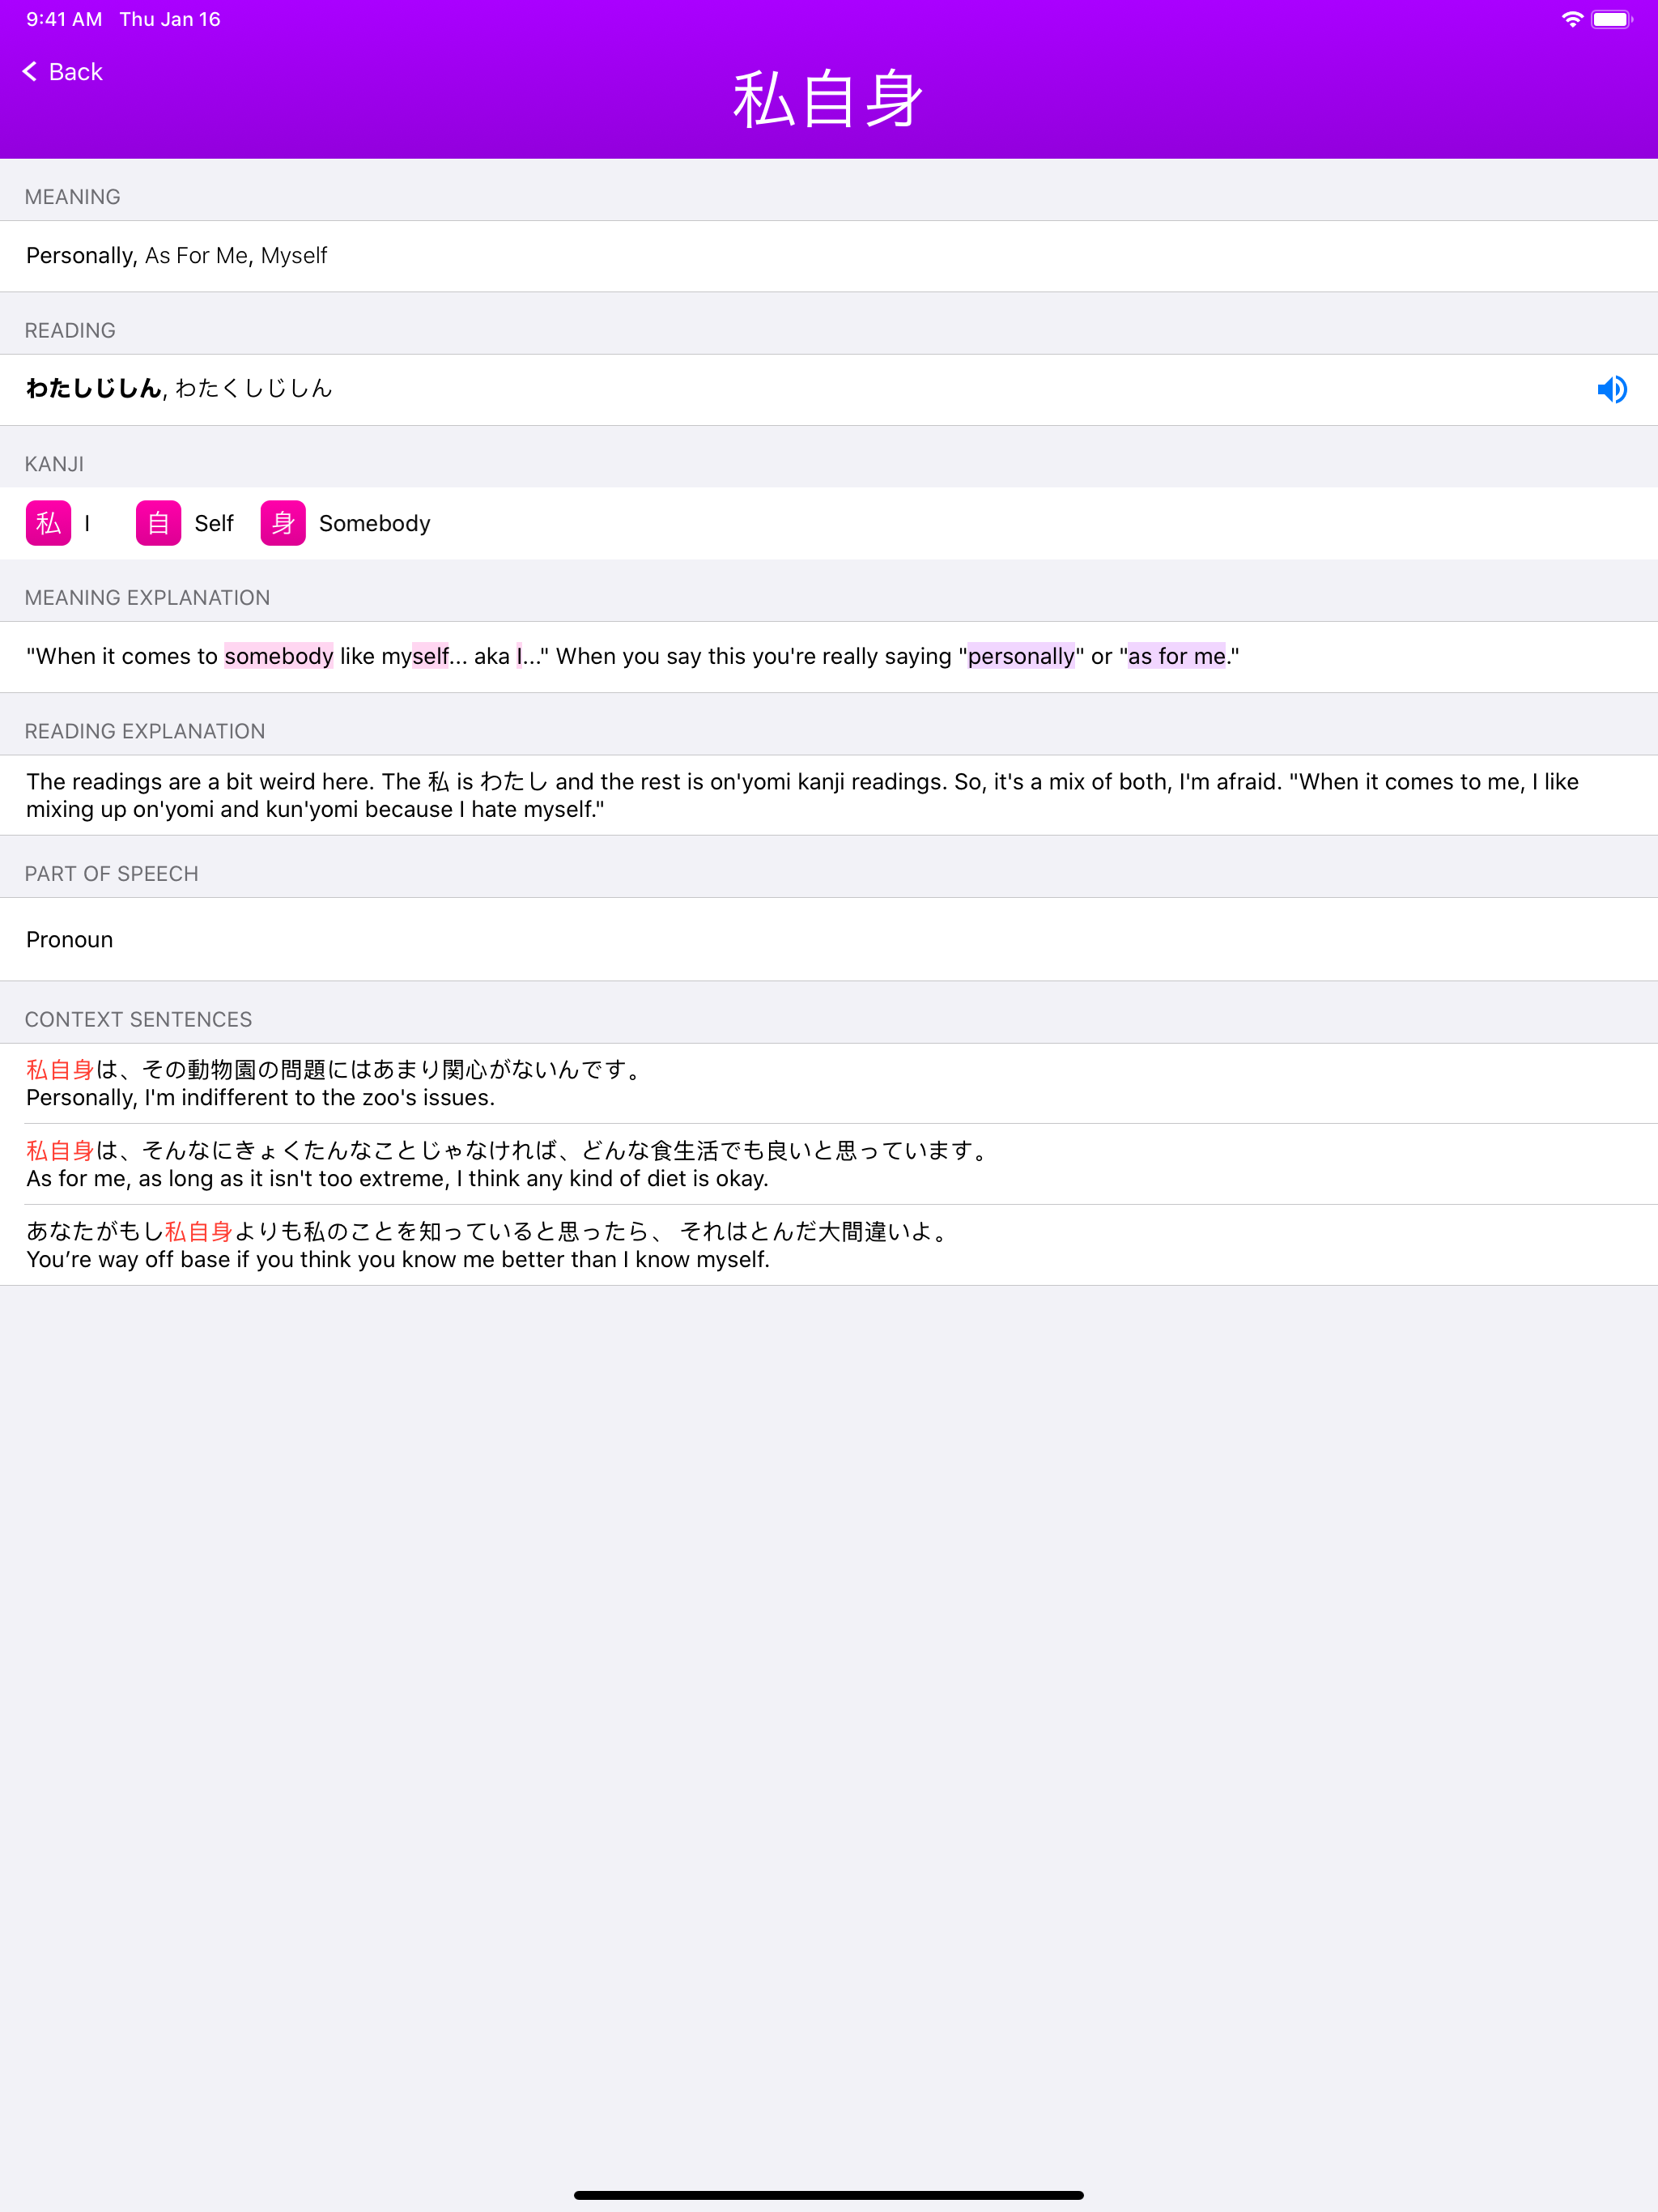 9:41 AM Thu Jan 16
Back
私自身
MEANING
Personally, As For Me, Myself
READING
わたしじしん, わたくしじしん
KANJI
私 I 自 Self 身 Somebody
MEANING EXPLANATION
"When it comes to somebody like myself... aka I..." When you say this you're really saying "personally" or "as for me."
READING EXPLANATION
The readings are a bit weird here. The 私 is わたし and the rest is on'yomi kanji readings. So, it's a mix of both, I'm afraid. "When it comes to me, I like
mixing up on'yomi and kun'yomi because I hate myself."
PART OF SPEECH
Pronoun
CONTEXT SENTENCES
私自身は、その動物園の問題にはあまり関心がないんです。
Personally, I'm indifferent to the zoo's issues.
私自身は、そんなにきょくたんなことじゃなければ、どんな食生活でも良いと思っています。
As for me, as long as it isn't too extreme, I think any kind of diet is okay.
あなたがもし私自身よりも私のことを知っていると思ったら、 それはとんだ大間違いよ。
You’re way off base if you think you know me better than I know myself.